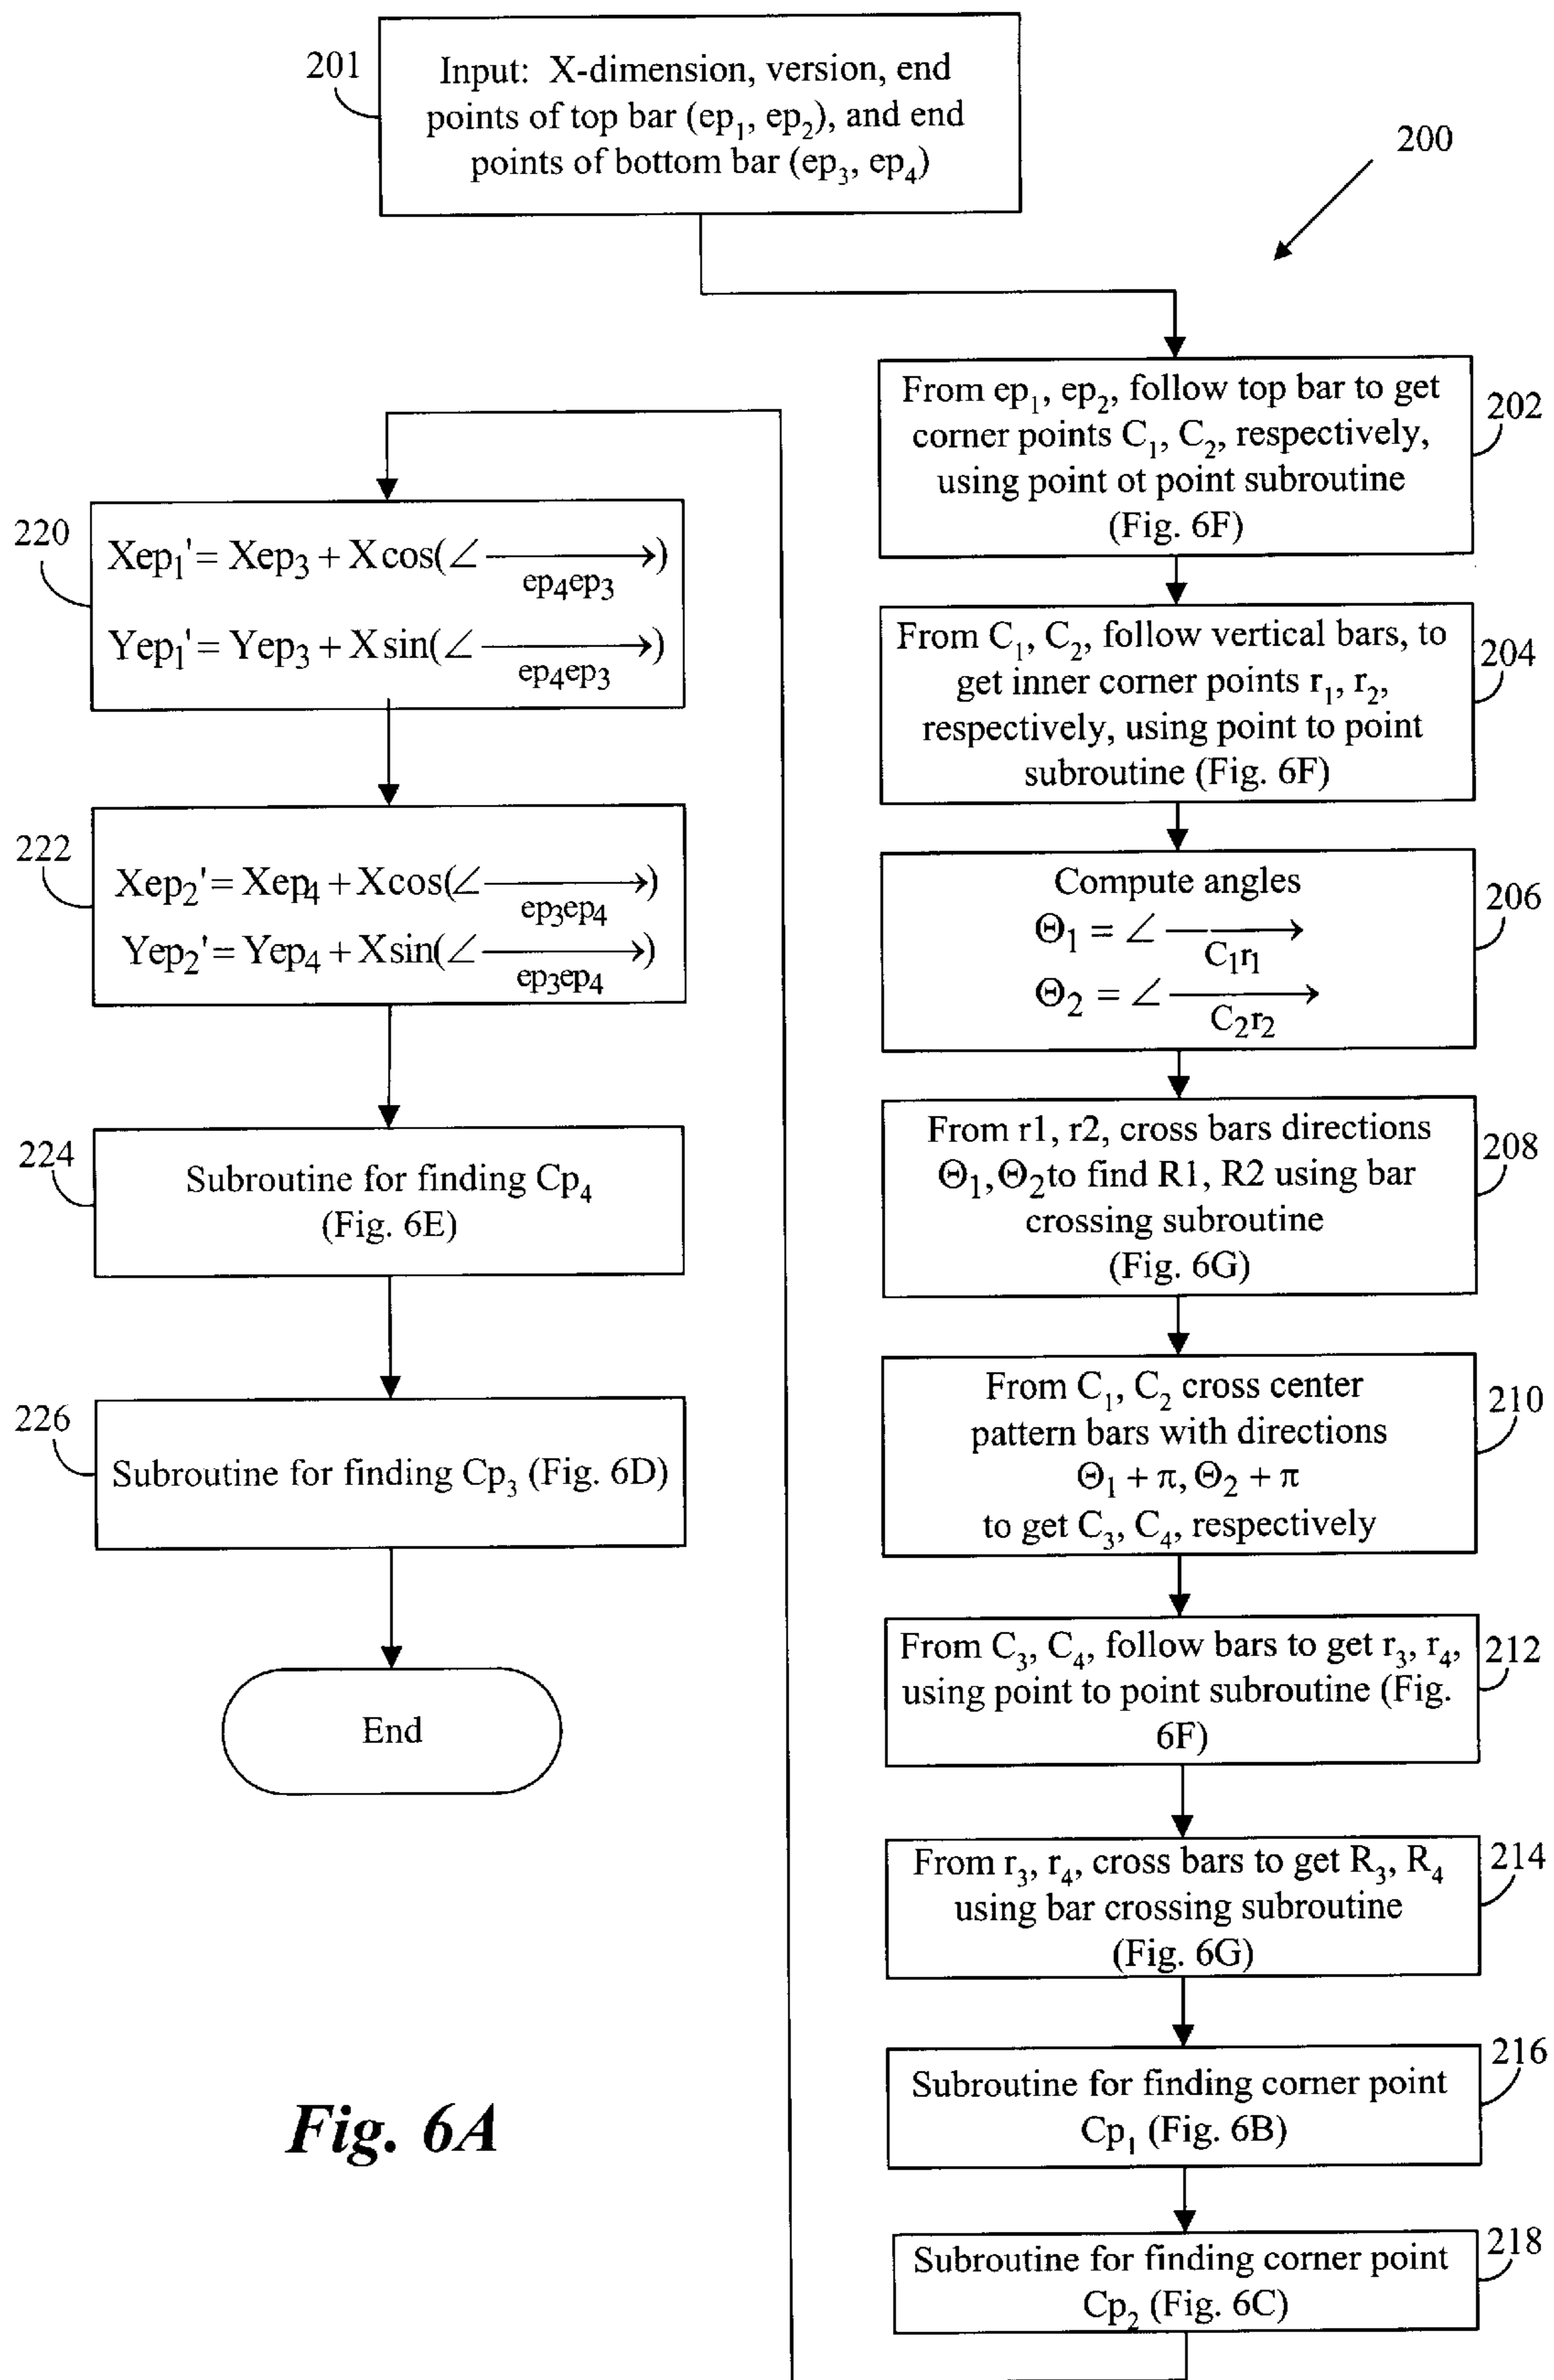 201
Input: X-dimension, version, end
points of top bar (ep₁, ep₂), and end
points of bottom bar (ep₃, ep₄)
200
From ep₁, ep₂, follow top bar to get
corner points C₁, C₂, respectively,
using point ot point subroutine
(Fig. 6F)
202
From C₁, C₂, follow vertical bars, to
get inner corner points r₁, r₂,
respectively, using point to point
subroutine (Fig. 6F)
204
Compute angles
Θ₁ = ∠ ⟶
C₁r₁
Θ₂ = ∠ ⟶
C₂r₂
206
From r1, r2, cross bars directions
Θ₁,Θ₂to find R1, R2 using bar
crossing subroutine
(Fig. 6G)
208
From C₁, C₂ cross center
pattern bars with directions
Θ₁ + π, Θ₂ + π
to get C₃, C₄, respectively
210
From C₃, C₄, follow bars to get r₃, r₄,
using point to point subroutine (Fig.
6F)
212
From r₃, r₄, cross bars to get R₃, R₄
using bar crossing subroutine
(Fig. 6G)
214
Subroutine for finding corner point
Cp₁ (Fig. 6B)
216
Subroutine for finding corner point
Cp₂ (Fig. 6C)
218
220
Xep₁'= Xep₃ + X cos(∠ ⟶)
ep₄ep₃
Yep₁'= Yep₃ + X sin(∠ ⟶)
ep₄ep₃
222
Xep₂'= Xep₄ + Xcos(∠ ⟶)
ep₃ep₄
Yep₂'= Yep₄ + Xsin(∠ ⟶)
ep₃ep₄
224
Subroutine for finding Cp₄
(Fig. 6E)
226
Subroutine for finding Cp₃ (Fig. 6D)
End
Fig. 6A